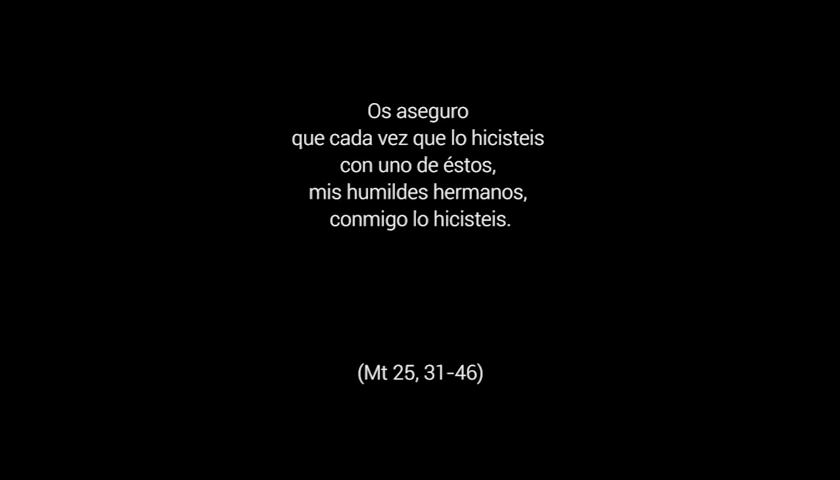 Os aseguro
que cada vez que lo hicisteis
con uno de éstos,
mis humildes hermanos,
conmigo lo hicisteis.
(Mt 25, 31-46)